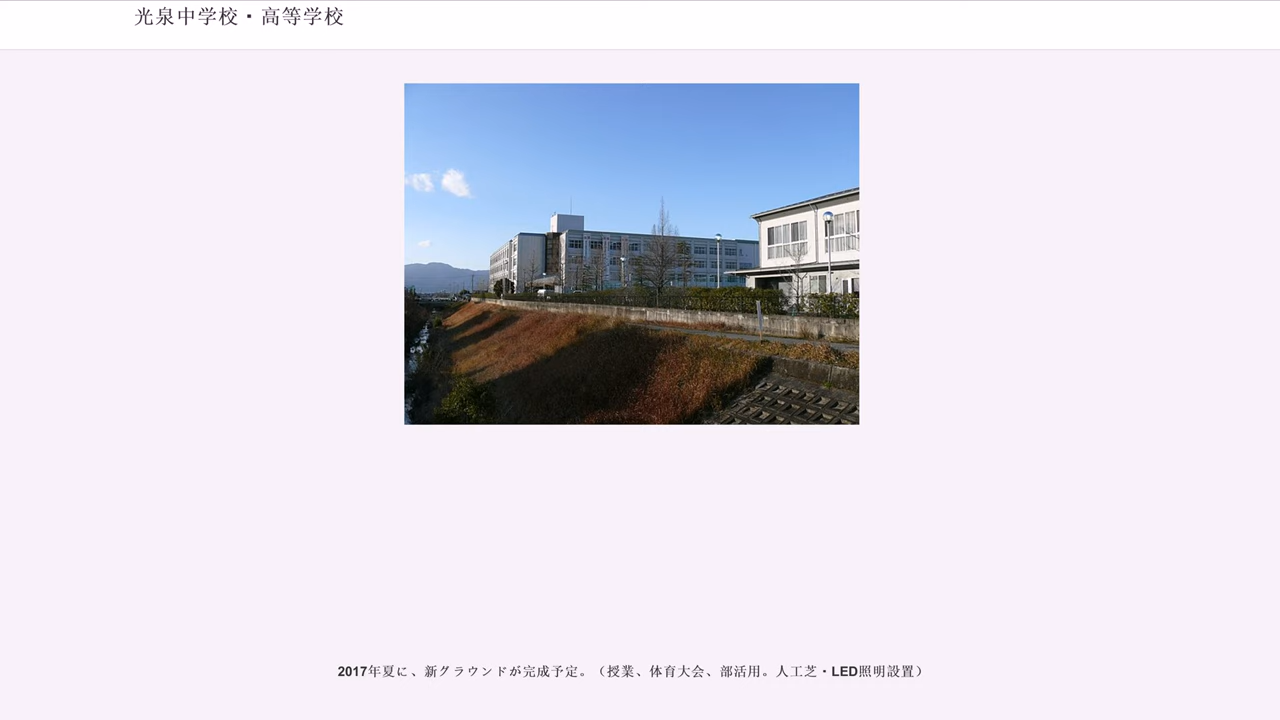 光泉中学校・高等学校
2017年夏に、新グラウンドが完成予定。（授業、体育大会、部活用。人工芝・LED照明設置）